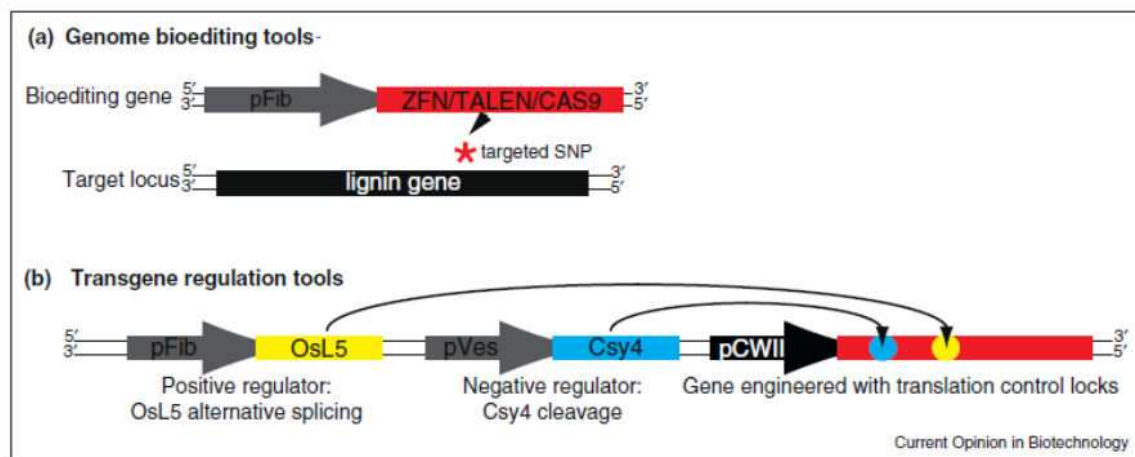 (a) Genome bioediting tools-
Bioediting gene 5′ 3′ pFib ZFN/TALEN/CAS9 3′ 5′
* targeted SNP
Target locus 5′ 3′ lignin gene 3′ 5′
(b) Transgene regulation tools
5′ 3′ pFib OsL5 pVes Csy4 pCWII 3′ 5′
Positive regulator: Negative regulator: Gene engineered with translation control locks
OsL5 alternative splicing Csy4 cleavage
Current Opinion in Biotechnology